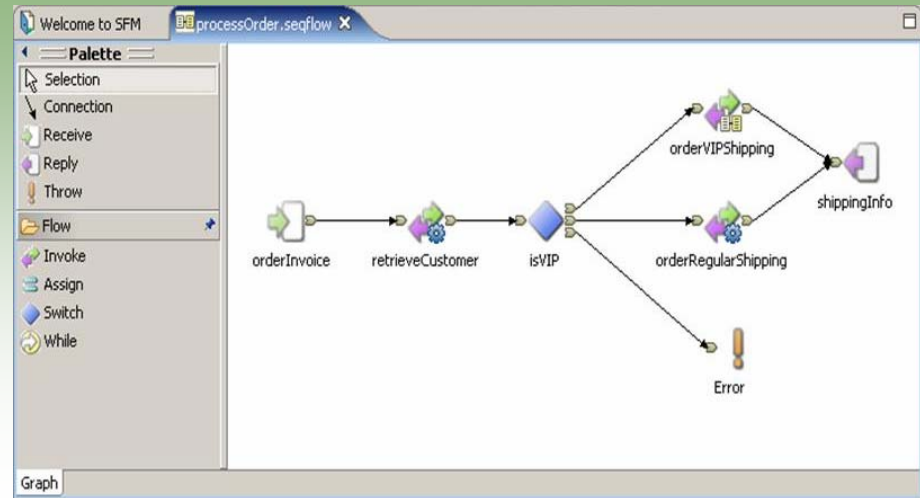 Welcome to SFM
processOrder.seqflow
Palette
Selection
Connection
Receive
Reply
Throw
Flow
Invoke
Assign
Switch
While
orderInvoice
retrieveCustomer
isVIP
orderVIPShipping
orderRegularShipping
shippingInfo
Error
Graph